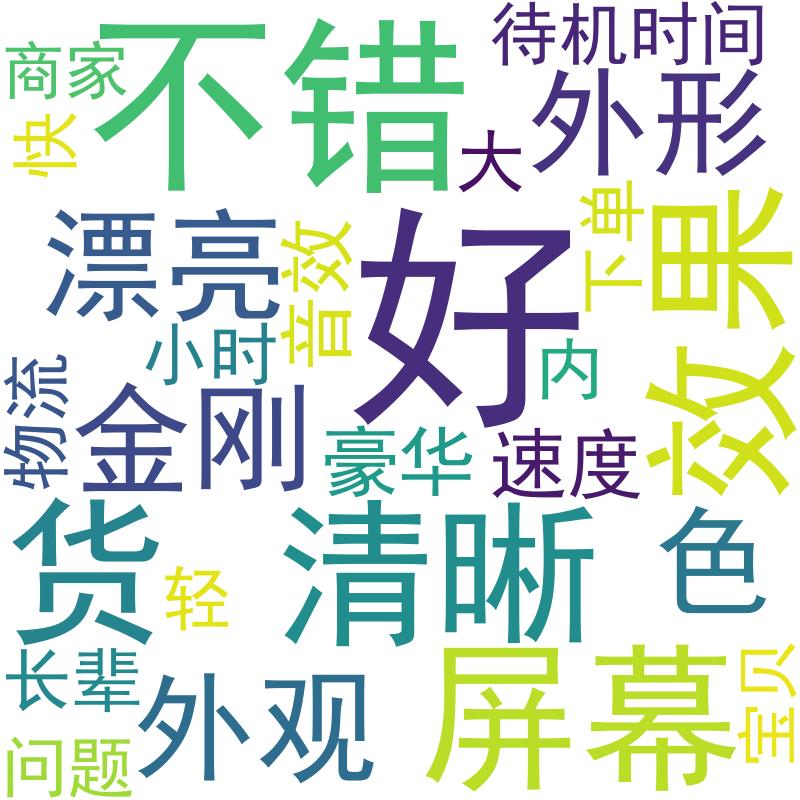 商家
不错
待机时间
快
大
外形
漂亮
音效
好
下单
效果
小时
内
物流
金刚
豪华
速度
货
清晰
色
轻
长辈
外观
屏幕
宝贝
问题